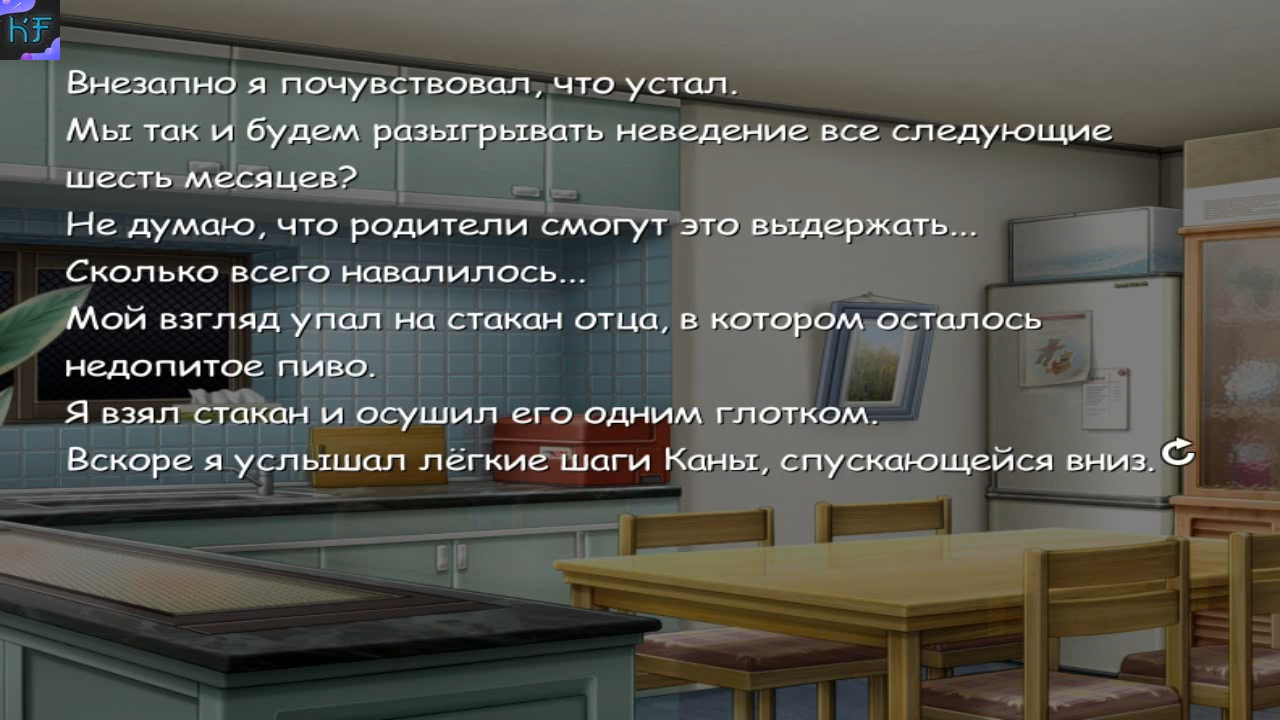 KF
Внезапно я почувствовал, что устал.
Мы так и будем разыгрывать неведение все следующие
шесть месяцев?
Не думаю, что родители смогут это выдержать...
Сколько всего навалилось...
Мой взгляд упал на стакан отца, в котором осталось
недопитое пиво.
Я взял стакан и осушил его одним глотком.
Вскоре я услышал лёгкие шаги Каны, спускающейся вниз.